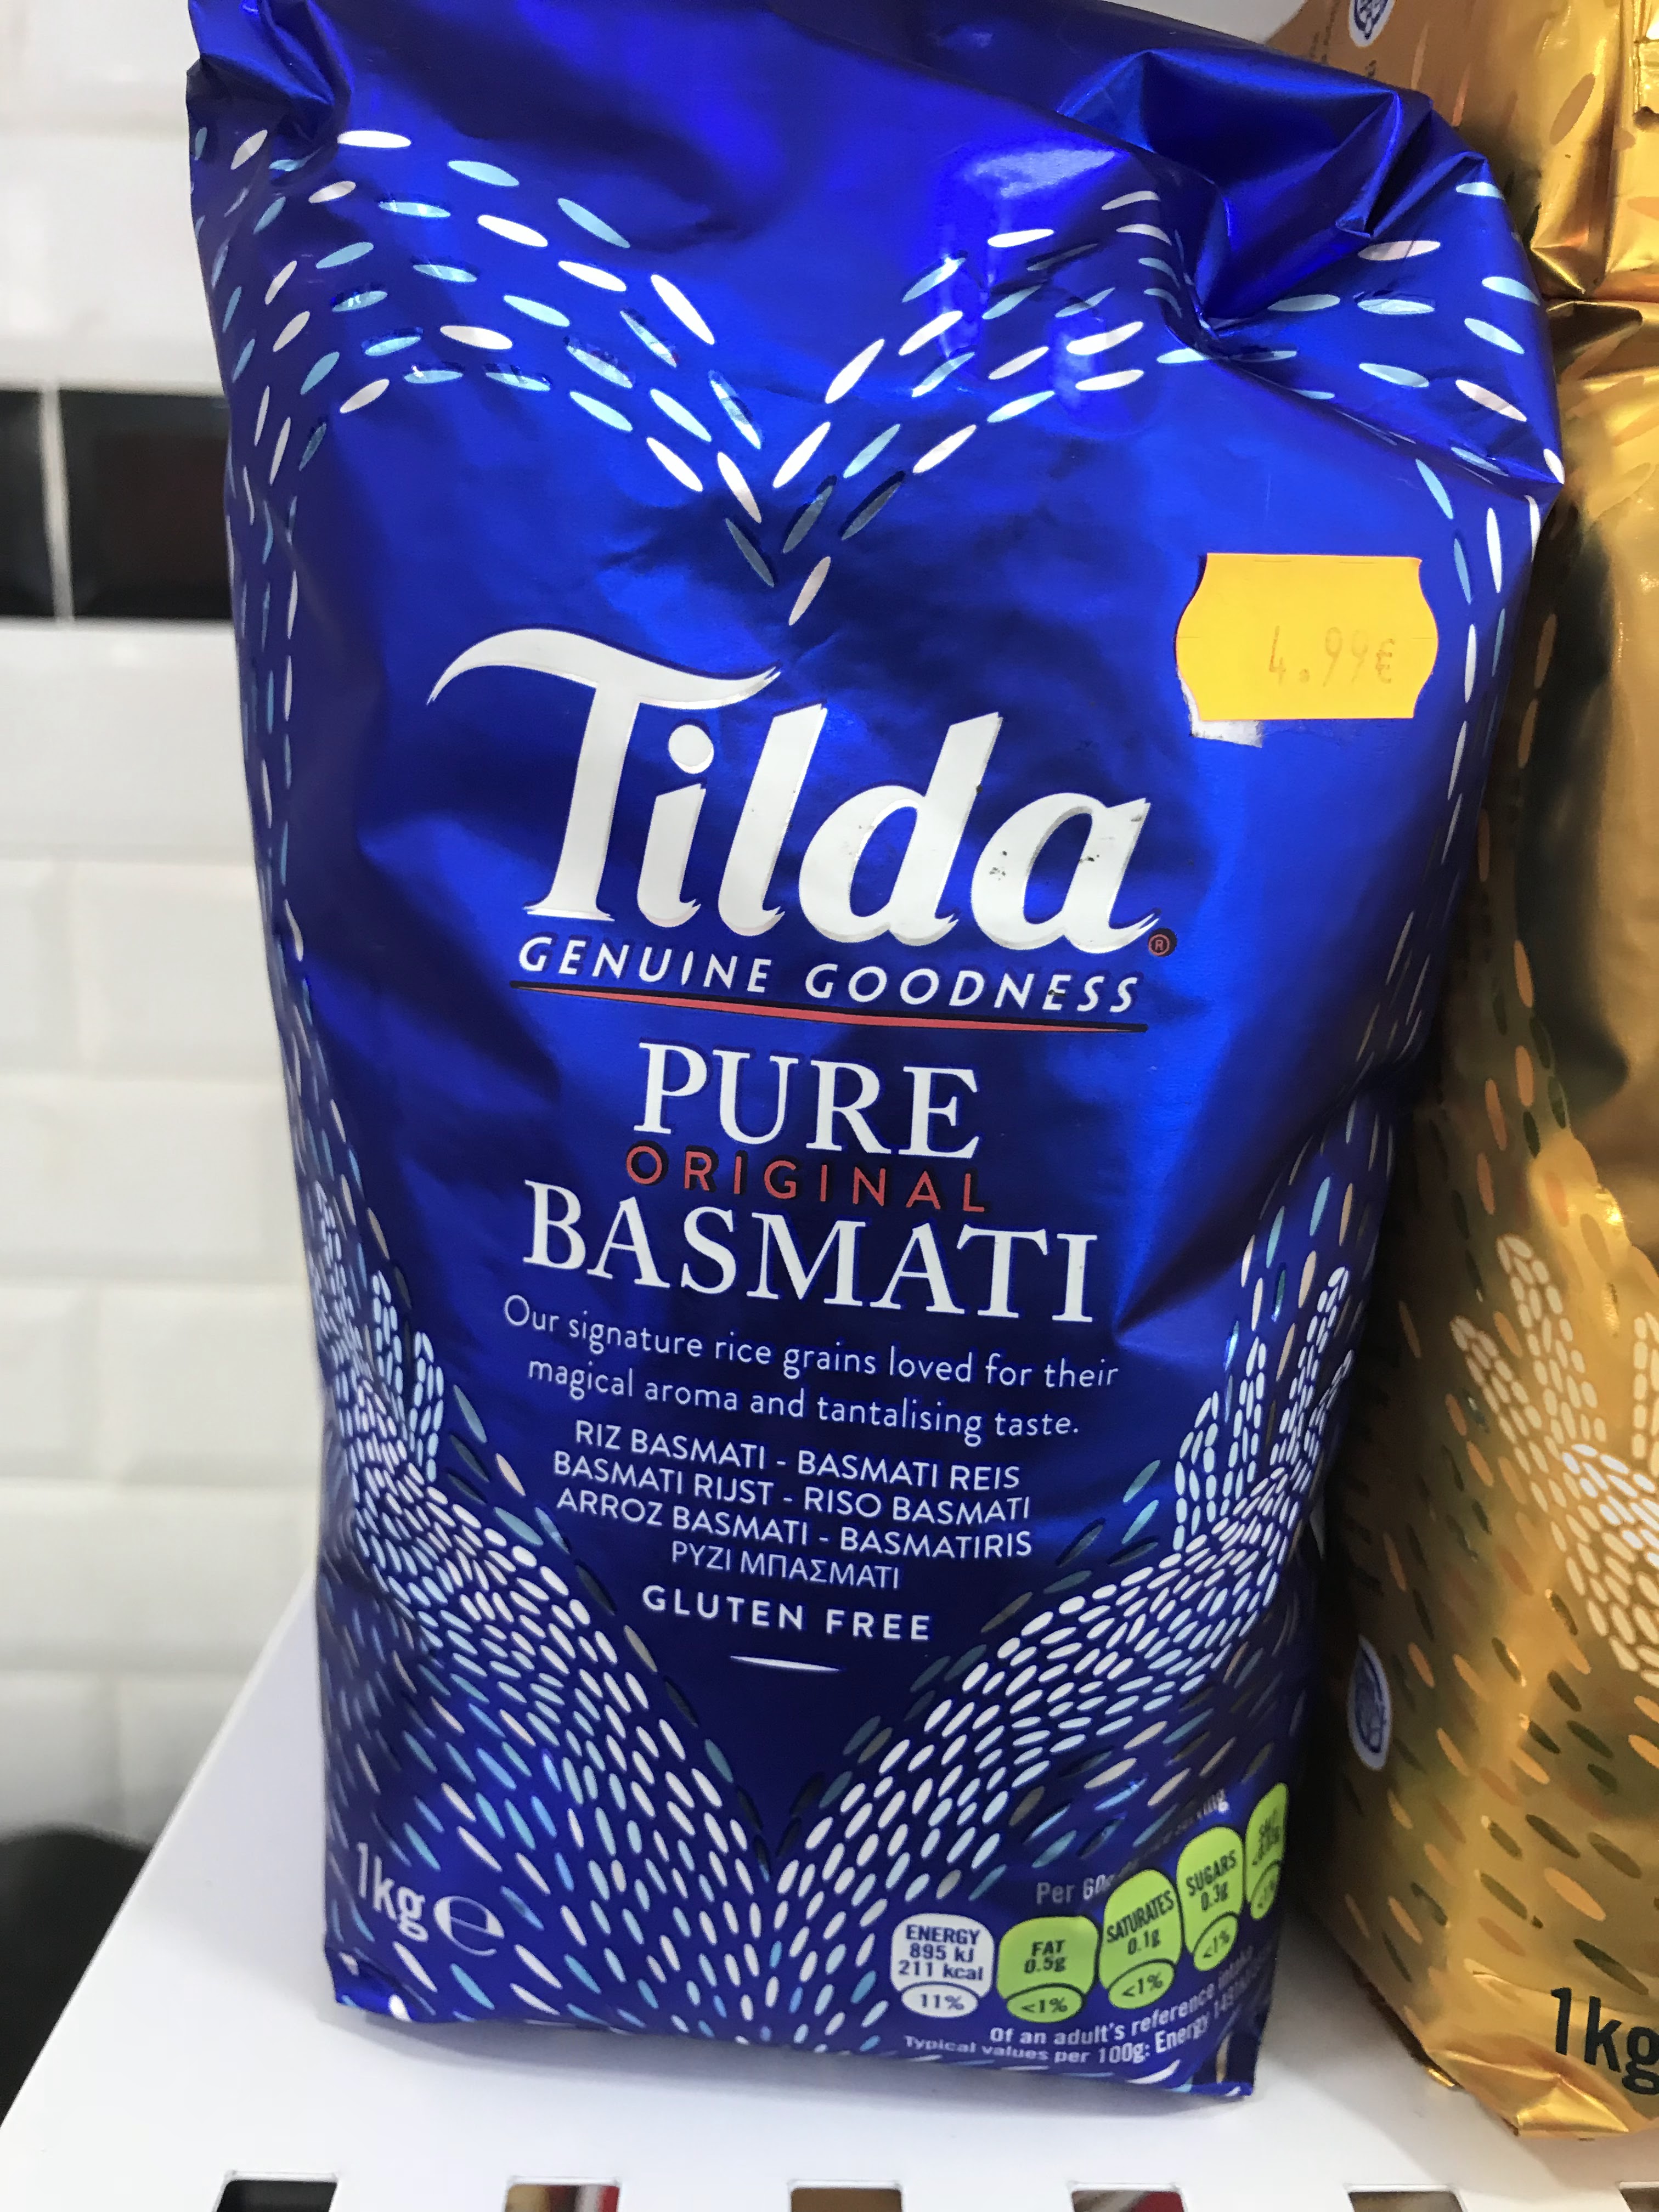 4.99€
Tilda®
GENUINE GOODNESS
PURE
ORIGINAL
BASMATI
Our signature rice grains loved for their
magical aroma and tantalising taste.
RIZ BASMATI - BASMATI REIS
BASMATI RIJST - RISO BASMATI
ARROZ BASMATI - BASMATIRIS
ΡΥΖΙ ΜΠΑΣΜΑΤΙ
GLUTEN FREE
1kg ℮
Per 60g
ENERGY
895 kJ
211 kcal
11%
FAT
0.5g
<1%
SATURATES
0.1g
<1%
SUGARS
0.3g
<1%
Of an adult's reference intake
Typical values per 100g: Energy
1kg